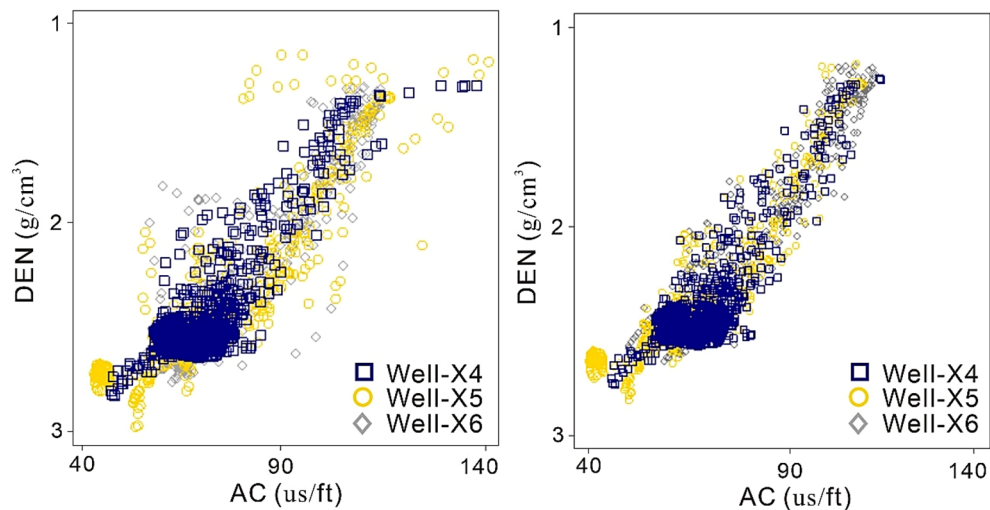 1
2
3
DEN (g/cm³)
Well-X4
Well-X5
Well-X6
40
90
140
AC (us/ft)
1
2
3
DEN (g/cm³)
Well-X4
Well-X5
Well-X6
40
90
140
AC (us/ft)